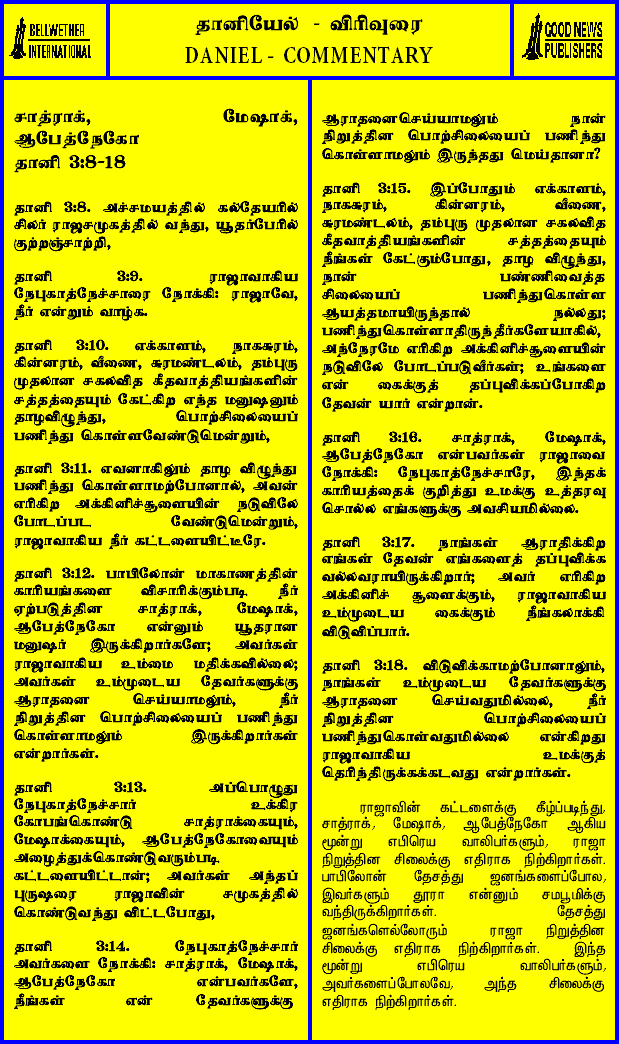 BELLWETHER
INTERNATIONAL
தானியேல் - விரிவுரை
DANIEL - COMMENTARY
GOOD NEWS
PUBLISHERS
சாத்ராக், மேஷாக்,
ஆபேத்நேகோ
தானி 3:8-18
தானி 3:8. அச்சமயத்தில் கல்தேயரில்
சிலர் ராஜசமுகத்தில் வந்து, யூதர்பேரில்
குற்றஞ்சாற்றி,
தானி 3:9. ராஜாவாகிய
நேபுகாத்நேச்சாரை நோக்கி: ராஜாவே,
நீர் என்றும் வாழ்க.
தானி 3:10. எக்காளம், நாகசுரம்,
கின்னரம், வீணை, சுரமண்டலம், தம்புரு
முதலான சகலவித கீதவாத்தியங்களின்
சத்தத்தையும் கேட்கிற எந்த மனுஷனும்
தாழவிழுந்து, பொற்சிலையைப்
பணிந்து கொள்ளவேண்டுமென்றும்,
தானி 3:11. எவனாகிலும் தாழ விழுந்து
பணிந்து கொள்ளாமற்போனால், அவன்
எரிகிற அக்கினிச்சூளையின் நடுவிலே
போடப்பட வேண்டுமென்றும்,
ராஜாவாகிய நீர் கட்டளையிட்டீரே.
தானி 3:12. பாபிலோன் மாகாணத்தின்
காரியங்களை விசாரிக்கும்படி நீர்
ஏற்படுத்தின சாத்ராக், மேஷாக்,
ஆபேத்நேகோ என்னும் யூதரான
மனுஷர் இருக்கிறார்களே; அவர்கள்
ராஜாவாகிய உம்மை மதிக்கவில்லை;
அவர்கள் உம்முடைய தேவர்களுக்கு
ஆராதனை செய்யாமலும், நீர்
நிறுத்தின பொற்சிலையைப் பணிந்து
கொள்ளாமலும் இருக்கிறார்கள்
என்றார்கள்.
தானி 3:13. அப்பொழுது
நேபுகாத்நேச்சார் உக்கிர
கோபங்கொண்டு சாத்ராக்கையும்,
மேஷாக்கையும், ஆபேத்நேகோவையும்
அழைத்துக்கொண்டுவரும்படி
கட்டளையிட்டான்; அவர்கள் அந்தப்
புருஷரை ராஜாவின் சமுகத்தில்
கொண்டுவந்து விட்டபோது,
தானி 3:14. நேபுகாத்நேச்சார்
அவர்களை நோக்கி: சாத்ராக், மேஷாக்,
ஆபேத்நேகோ என்பவர்களே,
நீங்கள் என் தேவர்களுக்கு
ஆராதனைசெய்யாமலும் நான்
நிறுத்தின பொற்சிலையைப் பணிந்து
கொள்ளாமலும் இருந்தது மெய்தானா?
தானி 3:15. இப்போதும் எக்காளம்,
நாகசுரம், கின்னரம், வீணை,
சுரமண்டலம், தம்புரு முதலான சகலவித
கீதவாத்தியங்களின் சத்தத்தையும்
நீங்கள் கேட்கும்போது, தாழ விழுந்து,
நான் பண்ணிவைத்த
சிலையைப் பணிந்துகொள்ள
ஆயத்தமாயிருந்தால் நல்லது;
பணிந்துகொள்ளாதிருந்தீர்களேயாகில்,
அந்நேரமே எரிகிற அக்கினிச்சூளையின்
நடுவிலே போடப்படுவீர்கள்; உங்களை
என் கைக்குத் தப்புவிக்கப்போகிற
தேவன் யார் என்றான்.
தானி 3:16. சாத்ராக், மேஷாக்,
ஆபேத்நேகோ என்பவர்கள் ராஜாவை
நோக்கி: நேபுகாத்நேச்சாரே, இந்தக்
காரியத்தைக் குறித்து உமக்கு உத்தரவு
சொல்ல எங்களுக்கு அவசியமில்லை.
தானி 3:17. நாங்கள் ஆராதிக்கிற
எங்கள் தேவன் எங்களைத் தப்புவிக்க
வல்லவராயிருக்கிறார்; அவர் எரிகிற
அக்கினிச் சூளைக்கும், ராஜாவாகிய
உம்முடைய கைக்கும் நீங்கலாக்கி
விடுவிப்பார்.
தானி 3:18. விடுவிக்காமற்போனாலும்,
நாங்கள் உம்முடைய தேவர்களுக்கு
ஆராதனை செய்வதுமில்லை, நீர்
நிறுத்தின பொற்சிலையைப்
பணிந்துகொள்வதுமில்லை என்கிறது
ராஜாவாகிய உமக்குத்
தெரிந்திருக்கக்கடவது என்றார்கள்.
ராஜாவின் கட்டளைக்கு கீழ்ப்படிந்து,
சாத்ராக், மேஷாக், ஆபேத்நேகோ ஆகிய
மூன்று எபிரெய வாலிபர்களும், ராஜா
நிறுத்தின சிலைக்கு எதிராக நிற்கிறார்கள்.
பாபிலோன் தேசத்து ஜனங்களைப்போல,
இவர்களும் தூரா என்னும் சமபூமிக்கு
வந்திருக்கிறார்கள். தேசத்து
ஜனங்களெல்லோரும் ராஜா நிறுத்தின
சிலைக்கு எதிராக நிற்கிறார்கள். இந்த
மூன்று எபிரெய வாலிபர்களும்,
அவர்களைப்போலவே, அந்த சிலைக்கு
எதிராக நிற்கிறார்கள்.